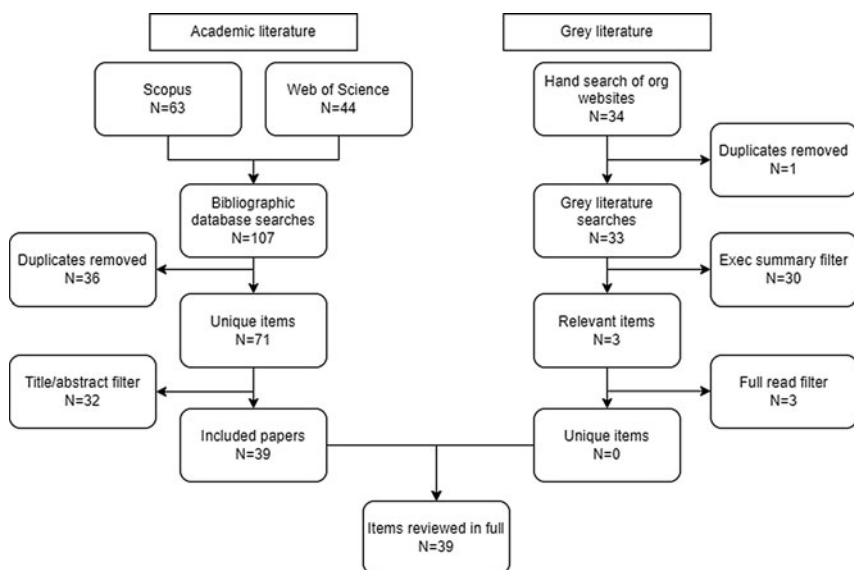 Academic literature
Grey literature
Scopus
N=63
Web of Science
N=44
Hand search of org
websites
N=34
Duplicates removed
N=1
Bibliographic
database searches
N=107
Grey literature
searches
N=33
Duplicates removed
N=36
Exec summary filter
N=30
Unique items
N=71
Relevant items
N=3
Title/abstract filter
N=32
Full read filter
N=3
Included papers
N=39
Unique items
N=0
Items reviewed in full
N=39